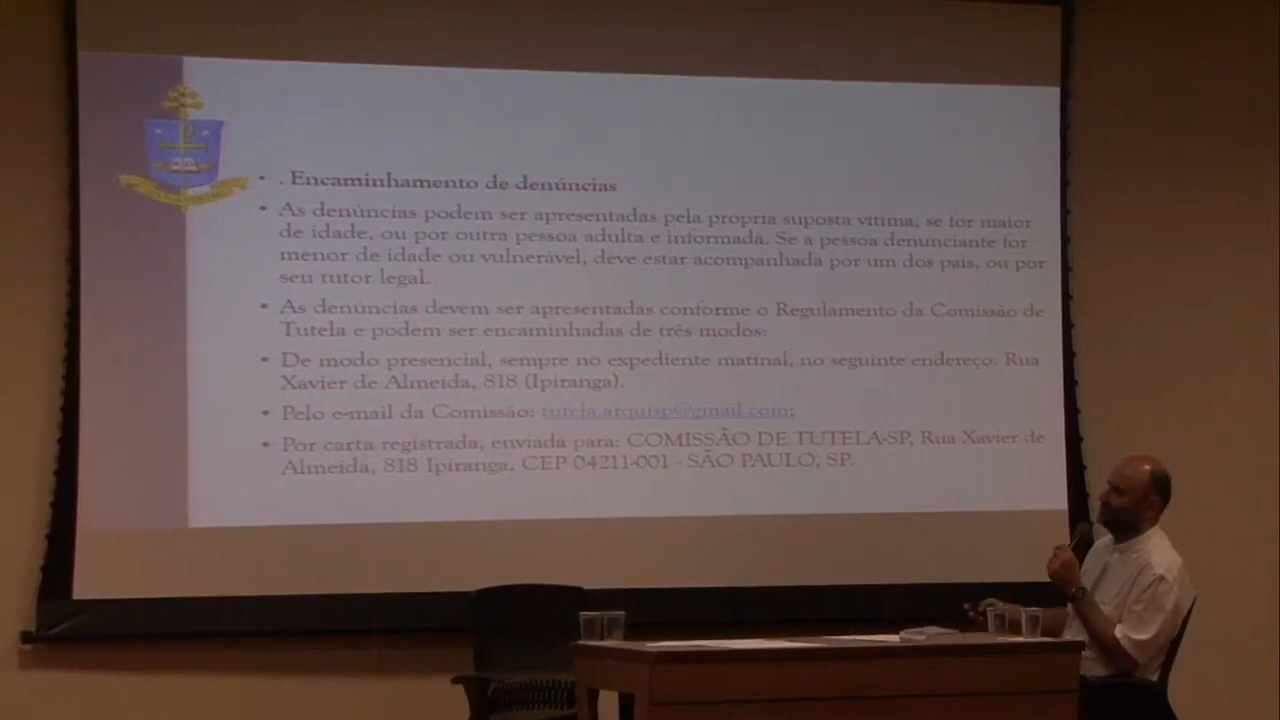 • . Encaminhamento de denúncias
• As denúncias podem ser apresentadas pela propria suposta vítima, se for maior
de idade, ou por outra pessoa adulta e informada. Se a pessoa denunciante for
menor de idade ou vulnerável, deve estar acompanhada por um dos pais, ou por
seu tutor legal.
• As denúncias devem ser apresentadas conforme o Regulamento da Comissão de
Tutela e podem ser encaminhadas de três modos:
• De modo presencial, sempre no expediente matinal, no seguinte endereço: Rua
Xavier de Almeida, 818 (Ipiranga).
• Pelo e-mail da Comissão: tutela.arquisp@gmail.com;
• Por carta registrada, enviada para: COMISSÃO DE TUTELA-SP, Rua Xavier de
Almeida, 818 Ipiranga, CEP 04211-001 - SÃO PAULO, SP.